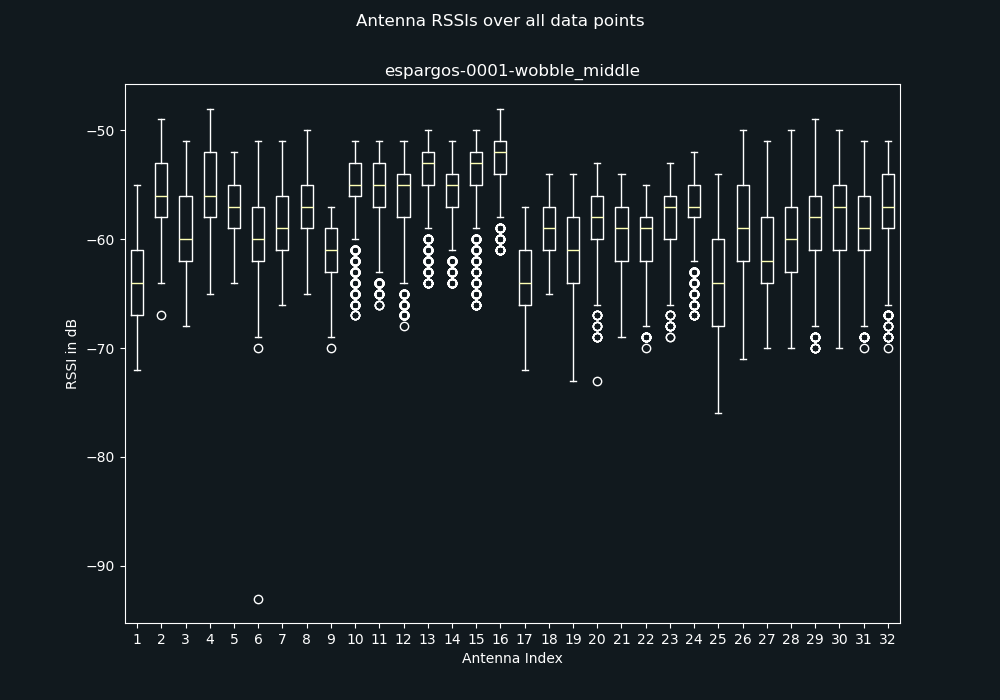 Antenna RSSIs over all data points
espargos-0001-wobble_middle
−50
−60
−70
−80
−90
RSSI in dB
1 2 3 4 5 6 7 8 9 10 11 12 13 14 15 16 17 18 19 20 21 22 23 24 25 26 27 28 29 30 31 32
Antenna Index